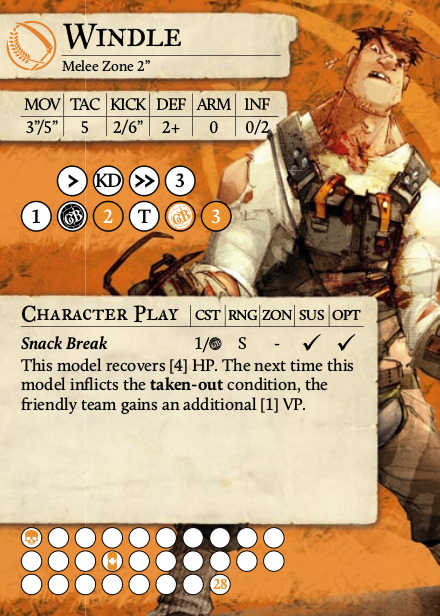 WINDLE
Melee Zone 2"
MOV TAC KICK DEF ARM INF
3"/5" 5 2/6" 2+ 0 0/2
> KD >> 3
1 GB 2 T GB 3
CHARACTER PLAY CST RNG ZON SUS OPT
Snack Break 1/GB S - ✓ ✓
This model recovers [4] HP. The next time this
model inflicts the taken-out condition, the
friendly team gains an additional [1] VP.
28